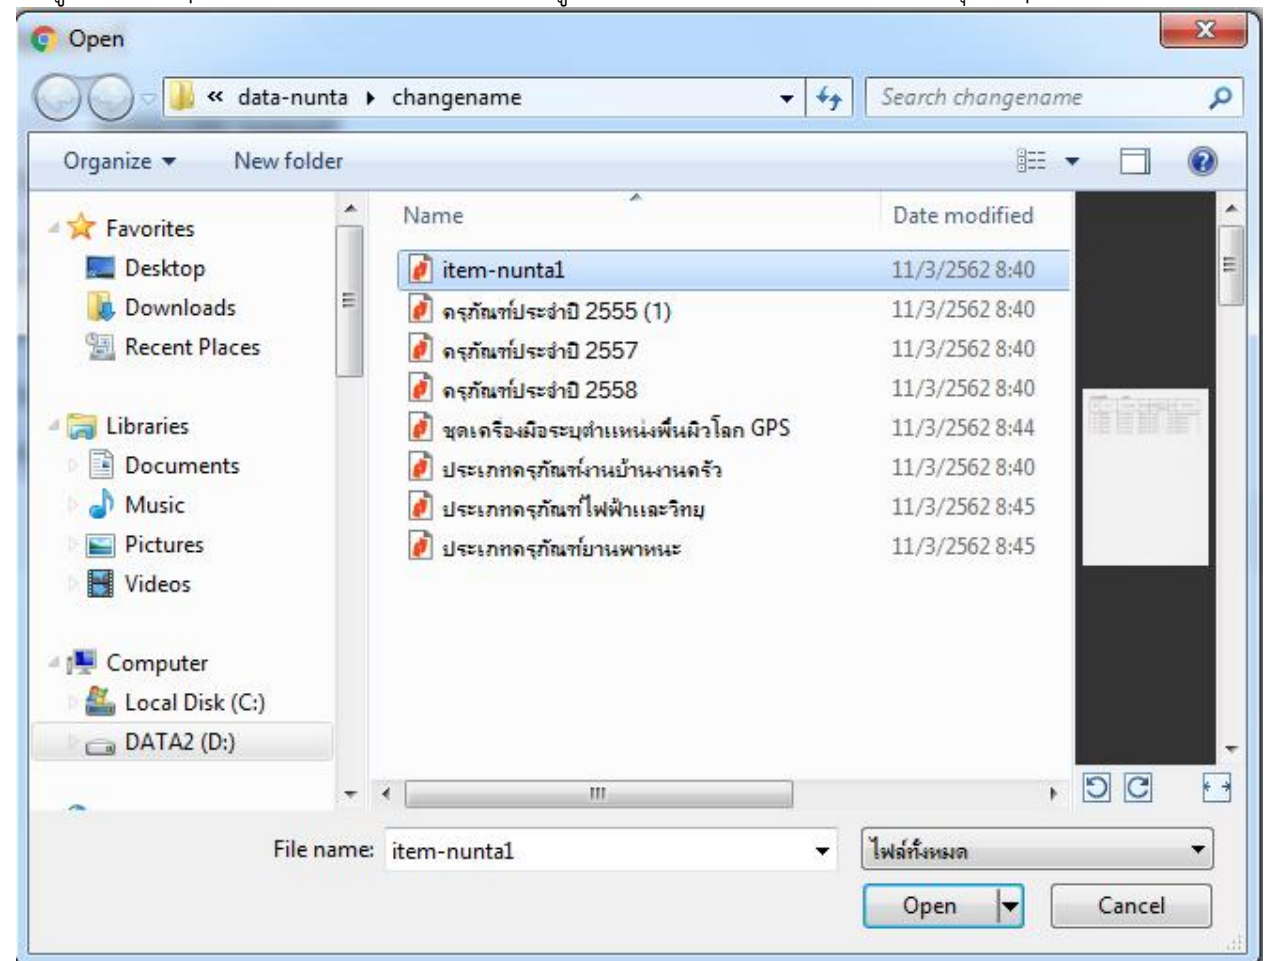 Open
« data-nunta ▸ changename
Search changename
Organize
New folder
Name
Date modified
Favorites
Desktop
Downloads
Recent Places
Libraries
Documents
Music
Pictures
Videos
Computer
Local Disk (C:)
DATA2 (D:)
item-nunta1 11/3/2562 8:40
ครุภัณฑ์ประจำปี 2555 (1) 11/3/2562 8:40
ครุภัณฑ์ประจำปี 2557 11/3/2562 8:40
ครุภัณฑ์ประจำปี 2558 11/3/2562 8:40
ชุดเครื่องมือระบุตำแหน่งพื้นผิวโลก GPS 11/3/2562 8:44
ประเภทครุภัณฑ์งานบ้านงานครัว 11/3/2562 8:40
ประเภทครุภัณฑ์ไฟฟ้าและวิทยุ 11/3/2562 8:45
ประเภทครุภัณฑ์ยานพาหนะ 11/3/2562 8:45
File name: item-nunta1
ไฟล์ทั้งหมด
Open
Cancel